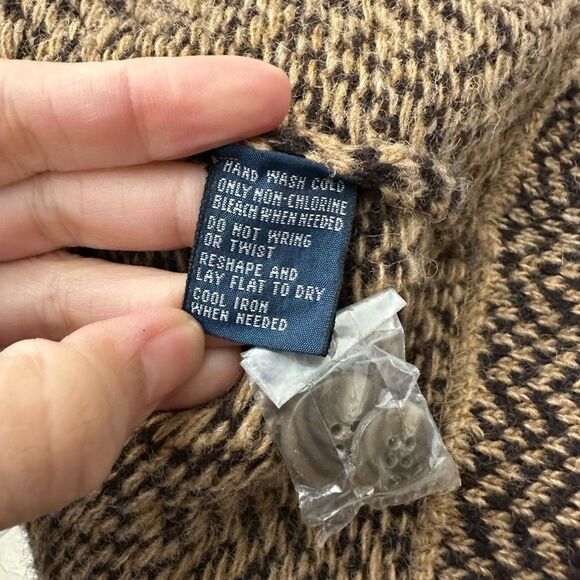 HAND WASH COLD
ONLY NON-CHLORINE
BLEACH WHEN NEEDED
DO NOT WRING
OR TWIST
RESHAPE AND
LAY FLAT TO DRY
COOL IRON
WHEN NEEDED